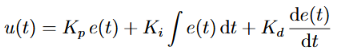 u(t) = K_p e(t) + K_i ∫ e(t) dt + K_d de(t)/dt